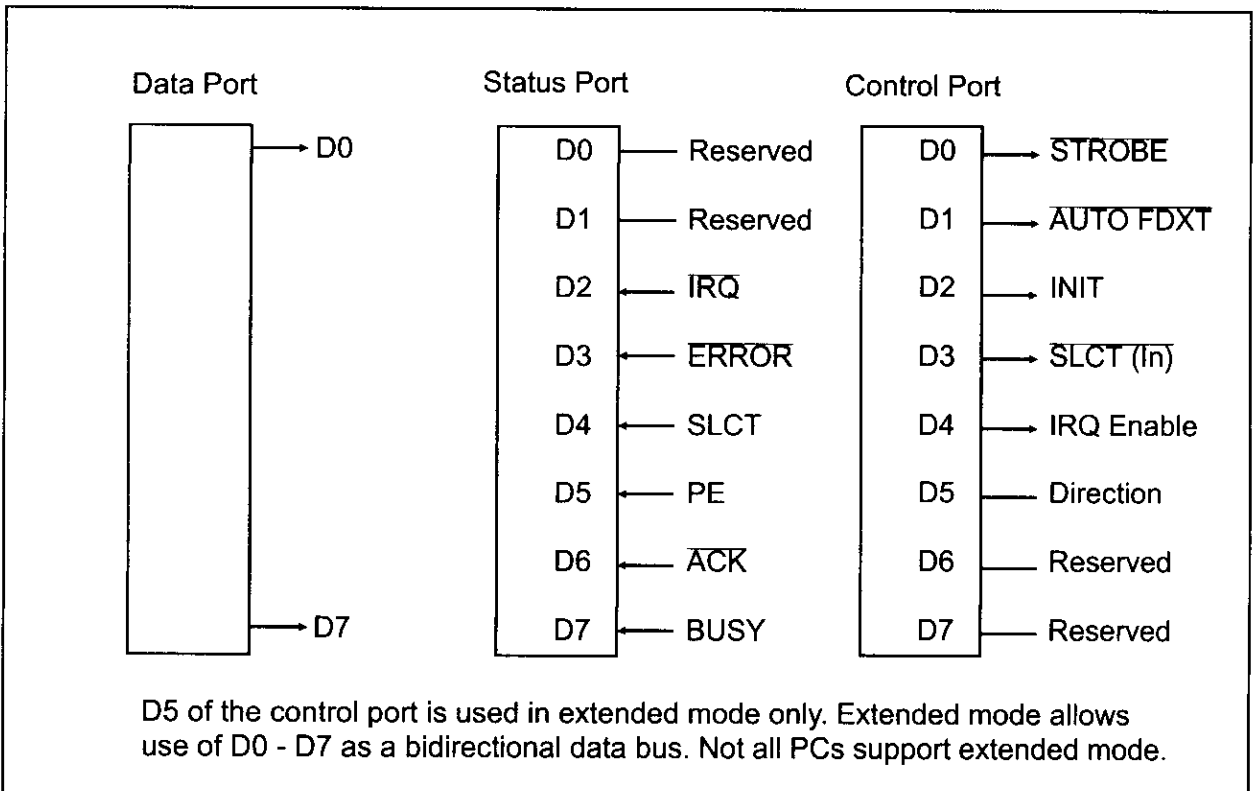 Data Port
Status Port
Control Port
D0
D7
D0 Reserved
D1 Reserved
D2 IRQ
D3 ERROR
D4 SLCT
D5 PE
D6 ACK
D7 BUSY
D0 STROBE
D1 AUTO FDXT
D2 INIT
D3 SLCT (In)
D4 IRQ Enable
D5 Direction
D6 Reserved
D7 Reserved
D5 of the control port is used in extended mode only. Extended mode allows
use of D0 - D7 as a bidirectional data bus. Not all PCs support extended mode.